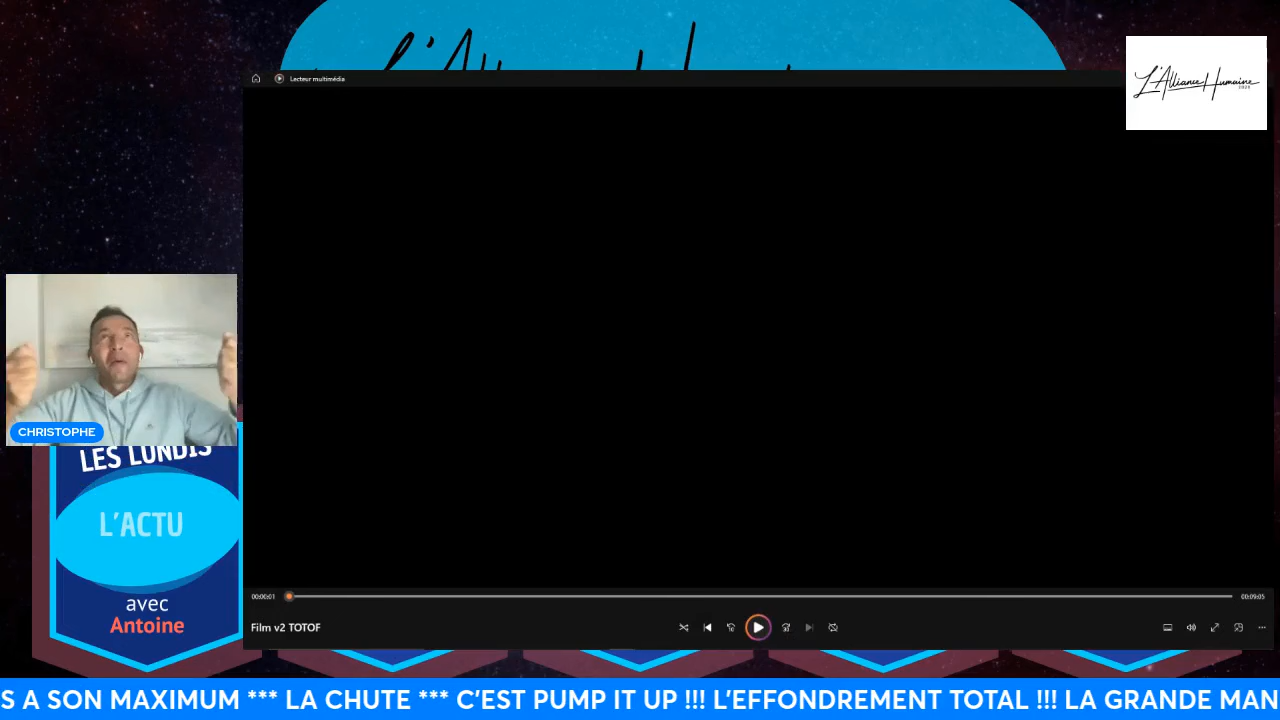 Lecteur multimédia
L'Alliance Humaine
2020
CHRISTOPHE
LES LUNDIS
L'ACTU
avec
Antoine
00:00:01
00:09:05
Film v2 TOTOF
S A SON MAXIMUM *** LA CHUTE *** C'EST PUMP IT UP !!! L'EFFONDREMENT TOTAL !!! LA GRANDE MAN